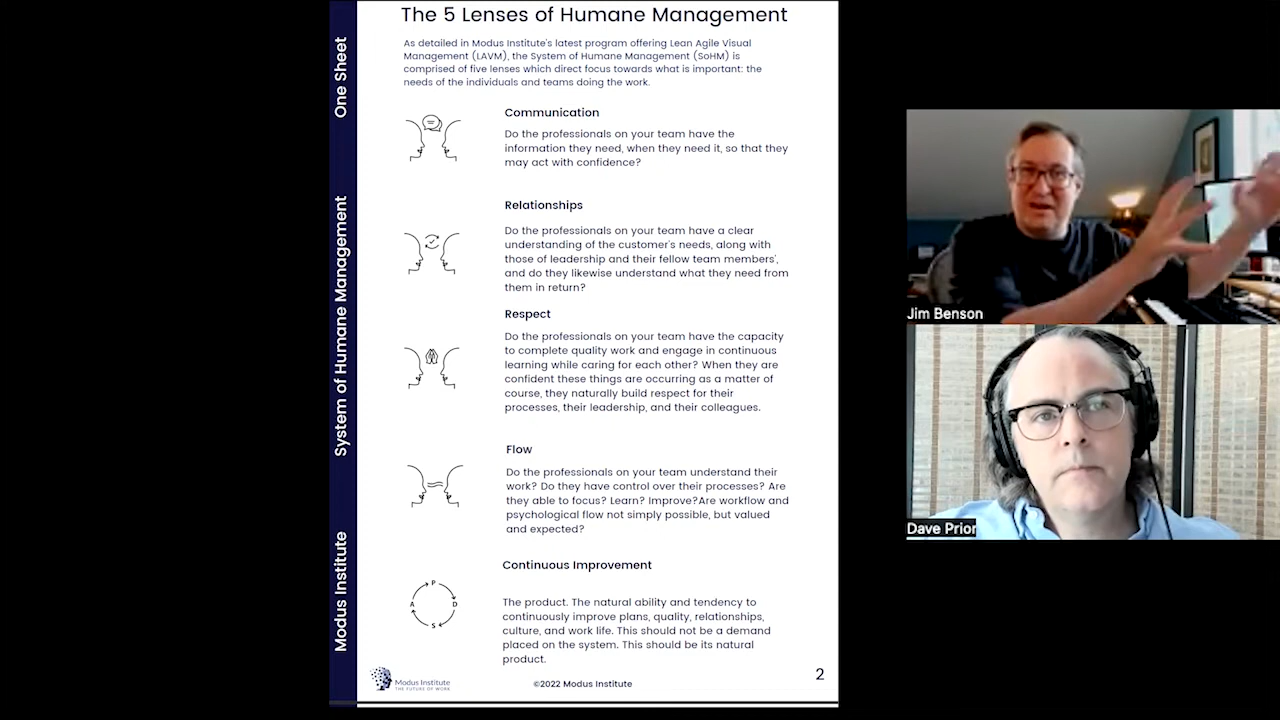 The 5 Lenses of Humane Management
As detailed in Modus Institute's latest program offering Lean Agile Visual
Management (LAVM), the System of Humane Management (SoHM) is
comprised of five lenses which direct focus towards what is important: the
needs of the individuals and teams doing the work.
Communication
Do the professionals on your team have the
information they need, when they need it, so that they
may act with confidence?
Relationships
Do the professionals on your team have a clear
understanding of the customer's needs, along with
those of leadership and their fellow team members',
and do they likewise understand what they need from
them in return?
Respect
Do the professionals on your team have the capacity
to complete quality work and engage in continuous
learning while caring for each other? When they are
confident these things are occurring as a matter of
course, they naturally build respect for their
processes, their leadership, and their colleagues.
Flow
Do the professionals on your team understand their
work? Do they have control over their processes? Are
they able to focus? Learn? Improve?Are workflow and
psychological flow not simply possible, but valued
and expected?
Continuous Improvement
P
A
D
S
The product. The natural ability and tendency to
continuously improve plans, quality, relationships,
culture, and work life. This should not be a demand
placed on the system. This should be its natural
product.
Modus Institute
THE FUTURE OF WORK
©2022 Modus Institute
2
One Sheet
System of Humane Management
Modus Institute
Jim Benson
Dave Prior